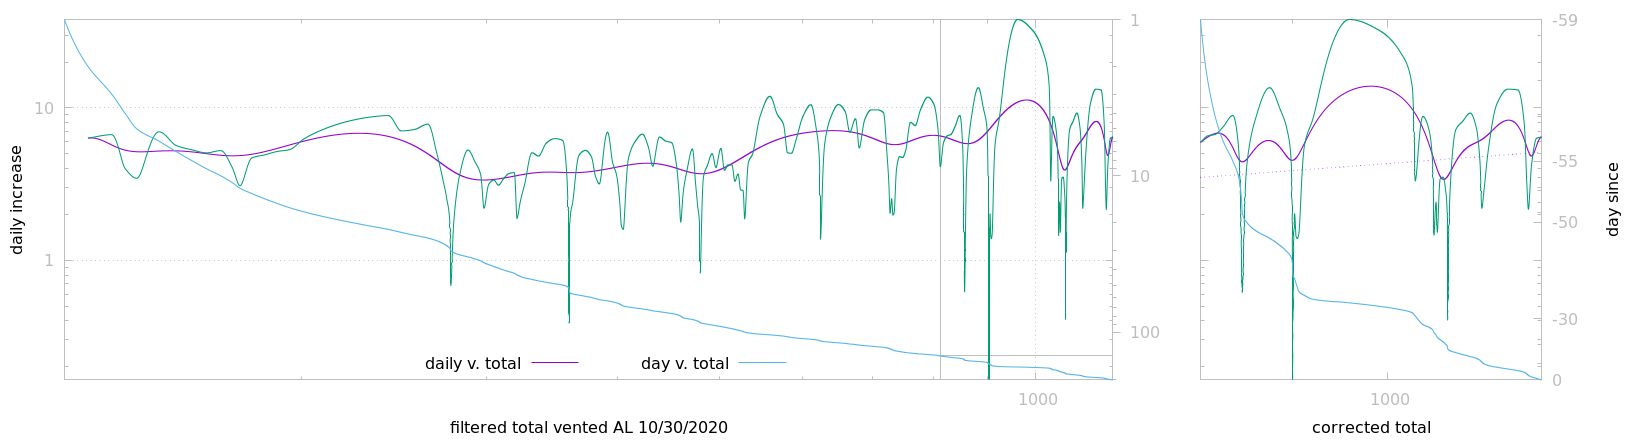 daily increase
10
1
daily v. total
day v. total
1
10
100
1000
filtered total vented AL 10/30/2020
1000
corrected total
-59
-55
-50
-30
0
day since